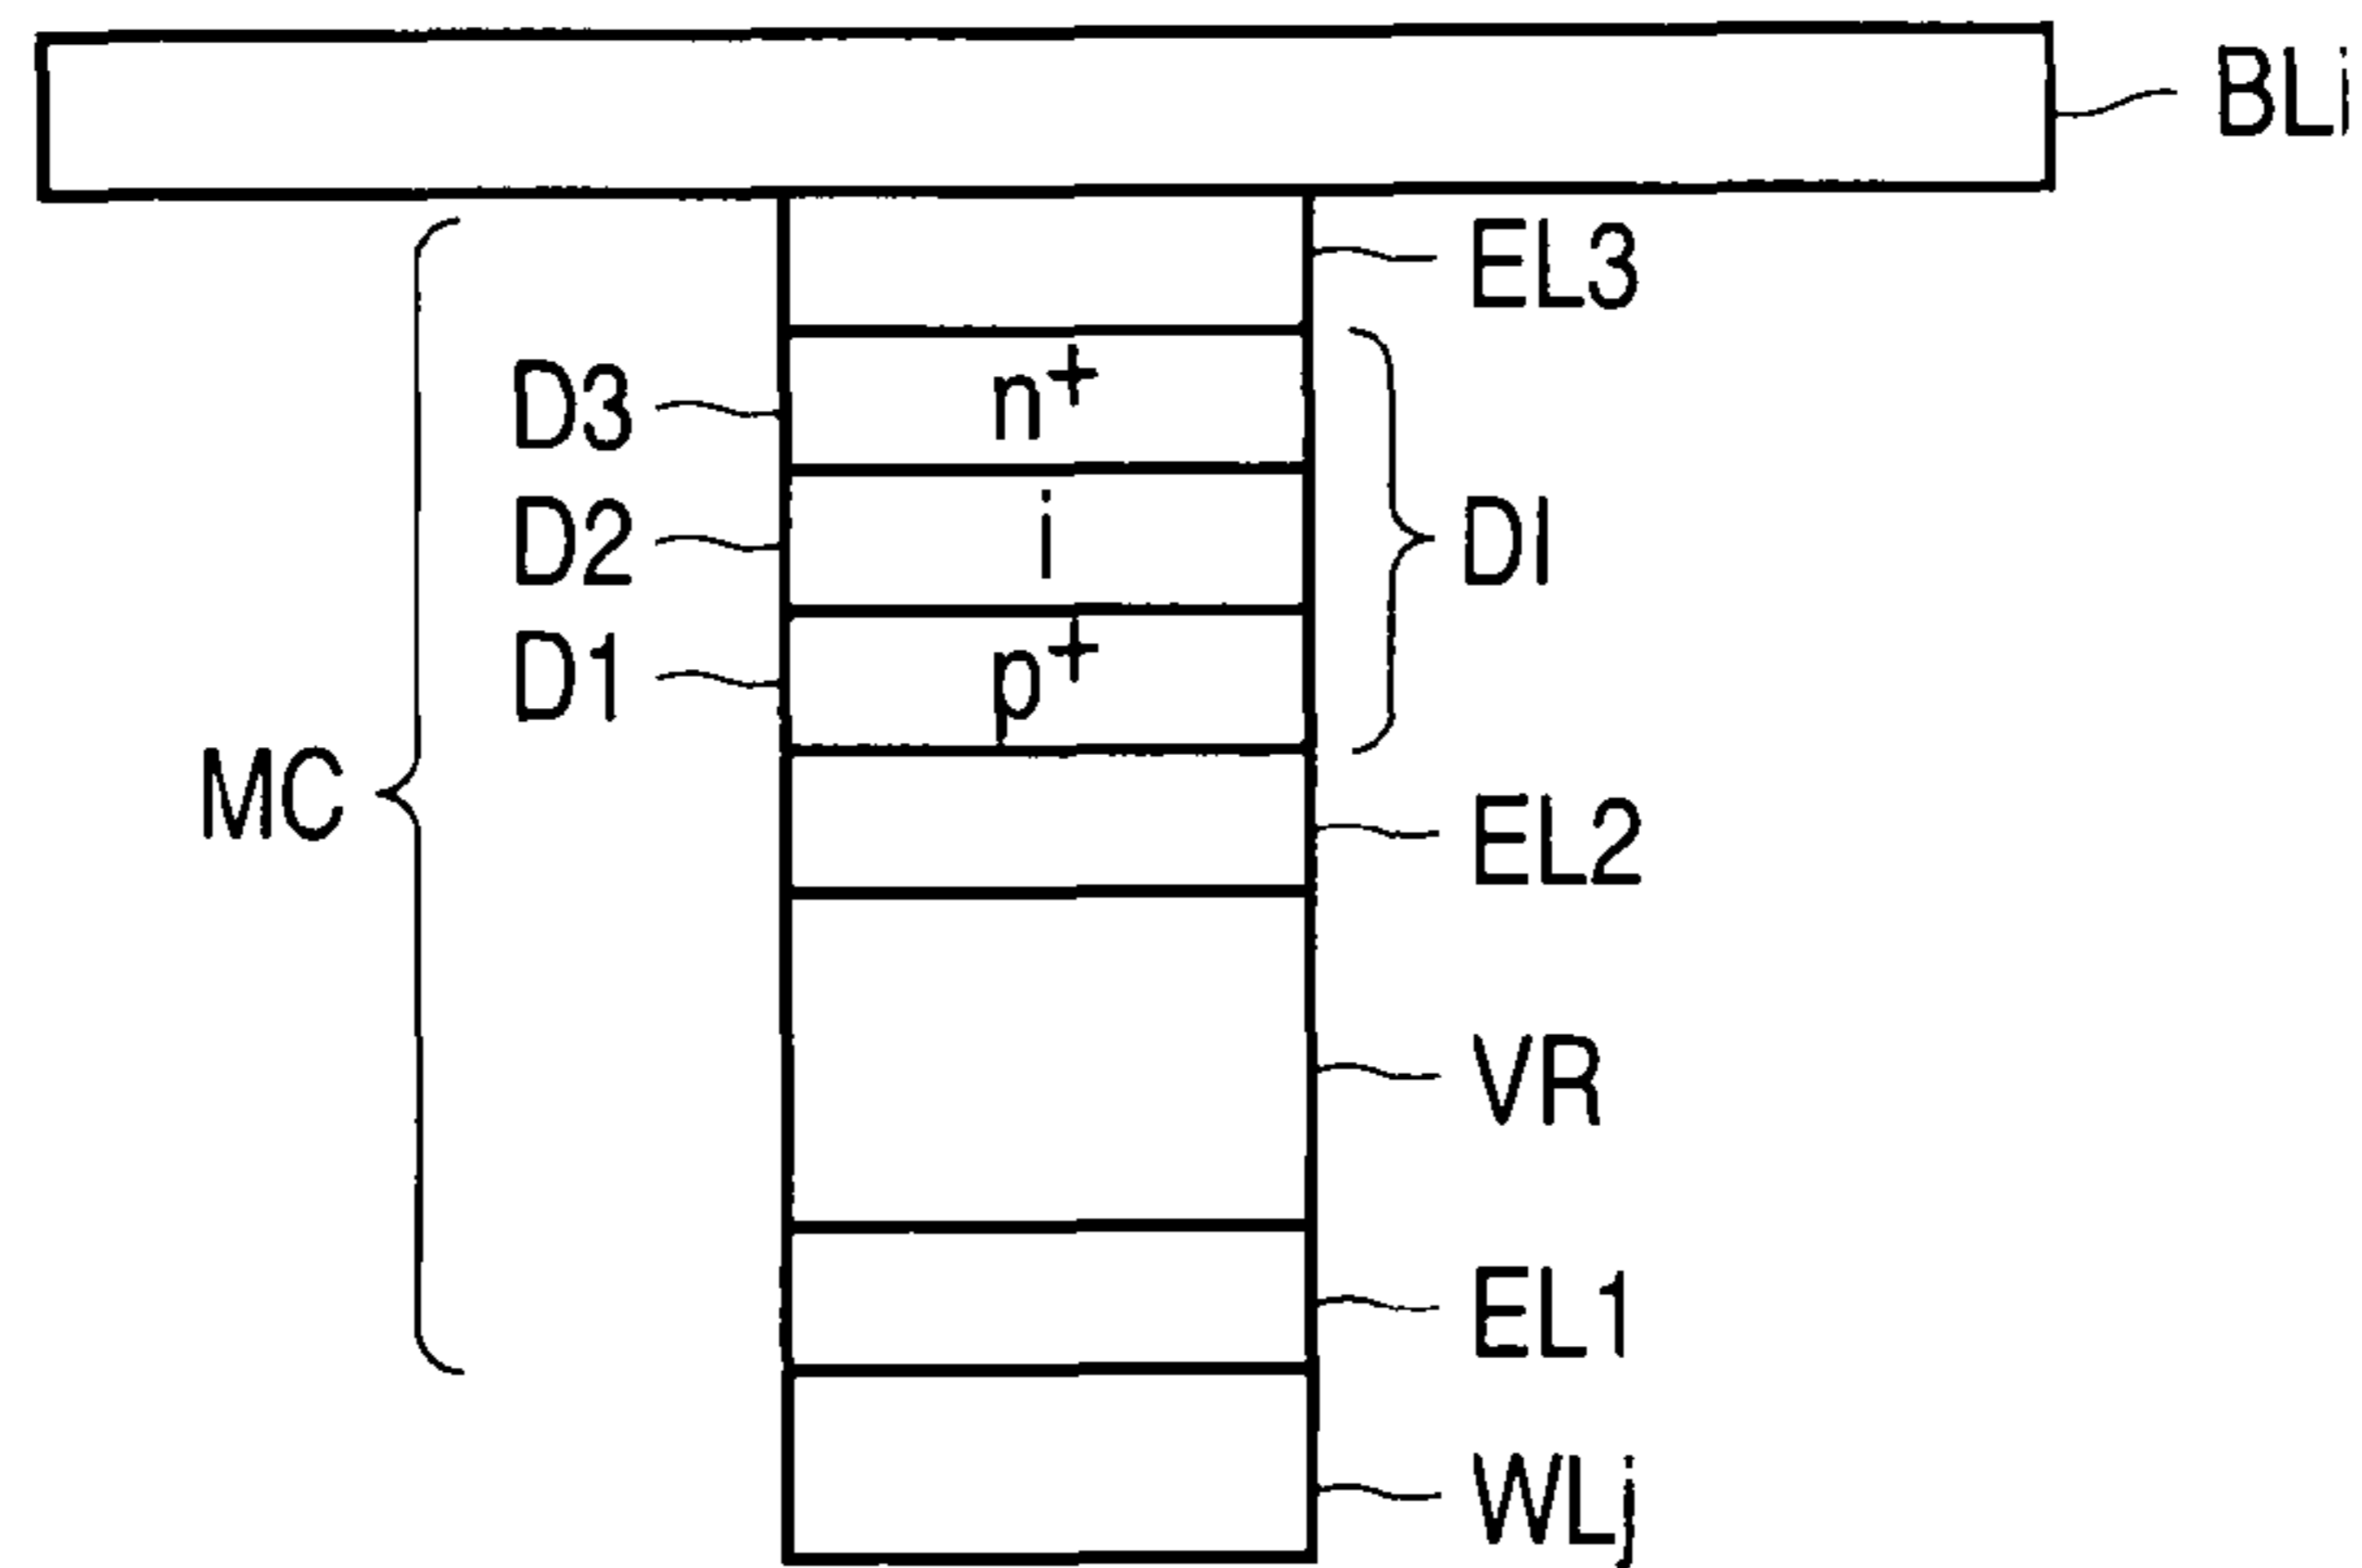 BLi
EL3
D3 n+
D2 i DI
D1 p+
MC
EL2
VR
EL1
WLj